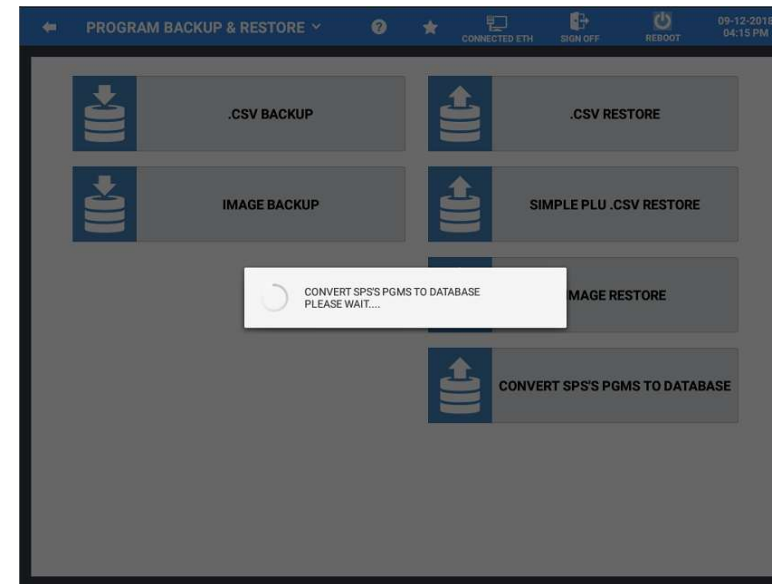 PROGRAM BACKUP & RESTORE
CONNECTED ETH
SIGN OFF
REBOOT
09-12-2018
04:15 PM
.CSV BACKUP
.CSV RESTORE
IMAGE BACKUP
SIMPLE PLU .CSV RESTORE
CONVERT SPS'S PGMS TO DATABASE
PLEASE WAIT....
MAGE RESTORE
CONVERT SPS'S PGMS TO DATABASE